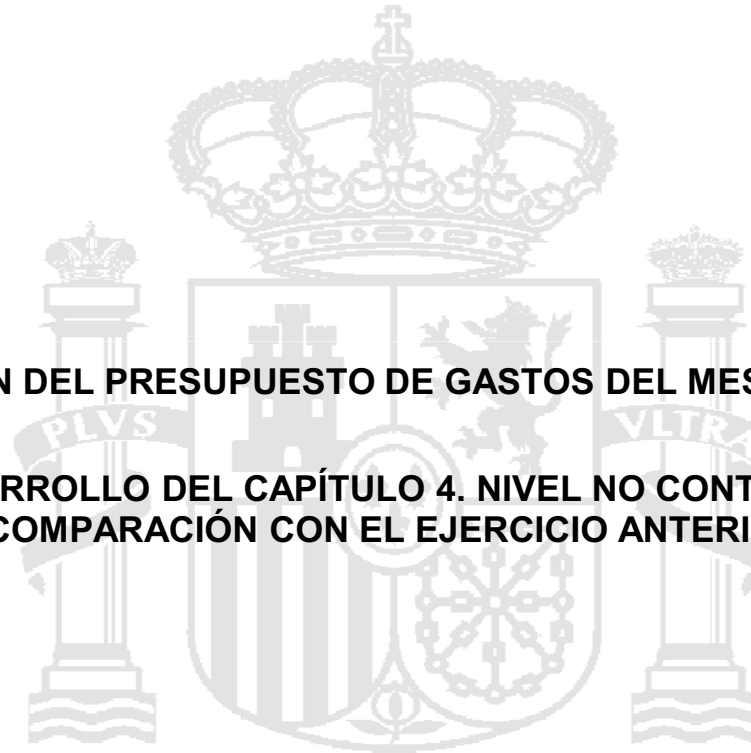 N DEL PRESUPUESTO DE GASTOS DEL MES
RROLLO DEL CAPÍTULO 4. NIVEL NO CONT
COMPARACIÓN CON EL EJERCICIO ANTERI
PLVS
VLTRA